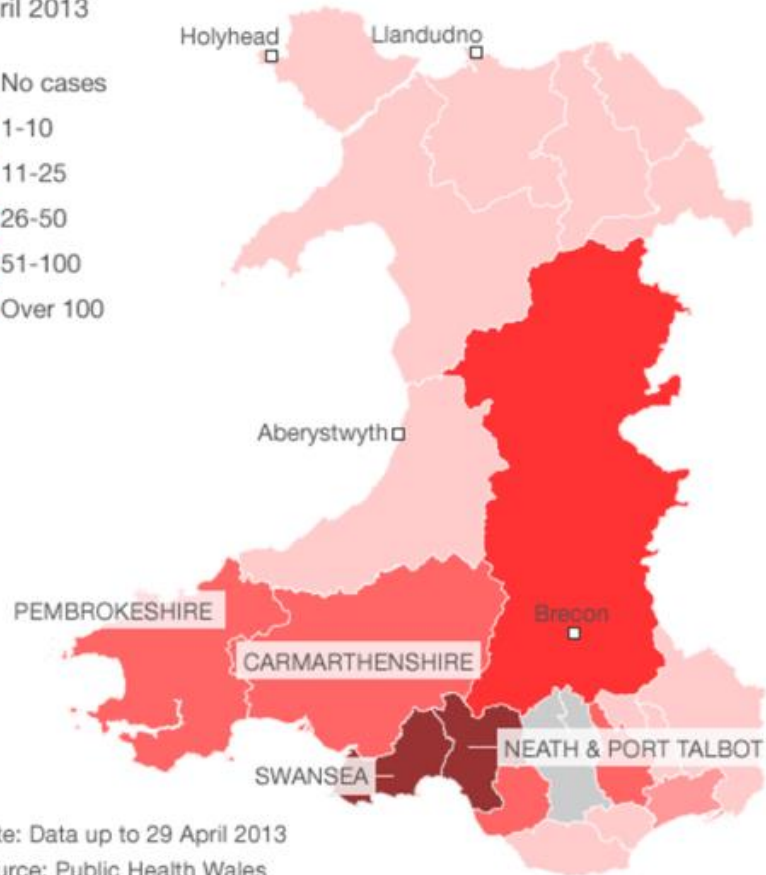 ril 2013
No cases
1-10
11-25
26-50
51-100
Over 100
Holyhead
Llandudno
Aberystwyth
Brecon
PEMBROKESHIRE
CARMARTHENSHIRE
NEATH & PORT TALBOT
SWANSEA
te: Data up to 29 April 2013
urce: Public Health Wales